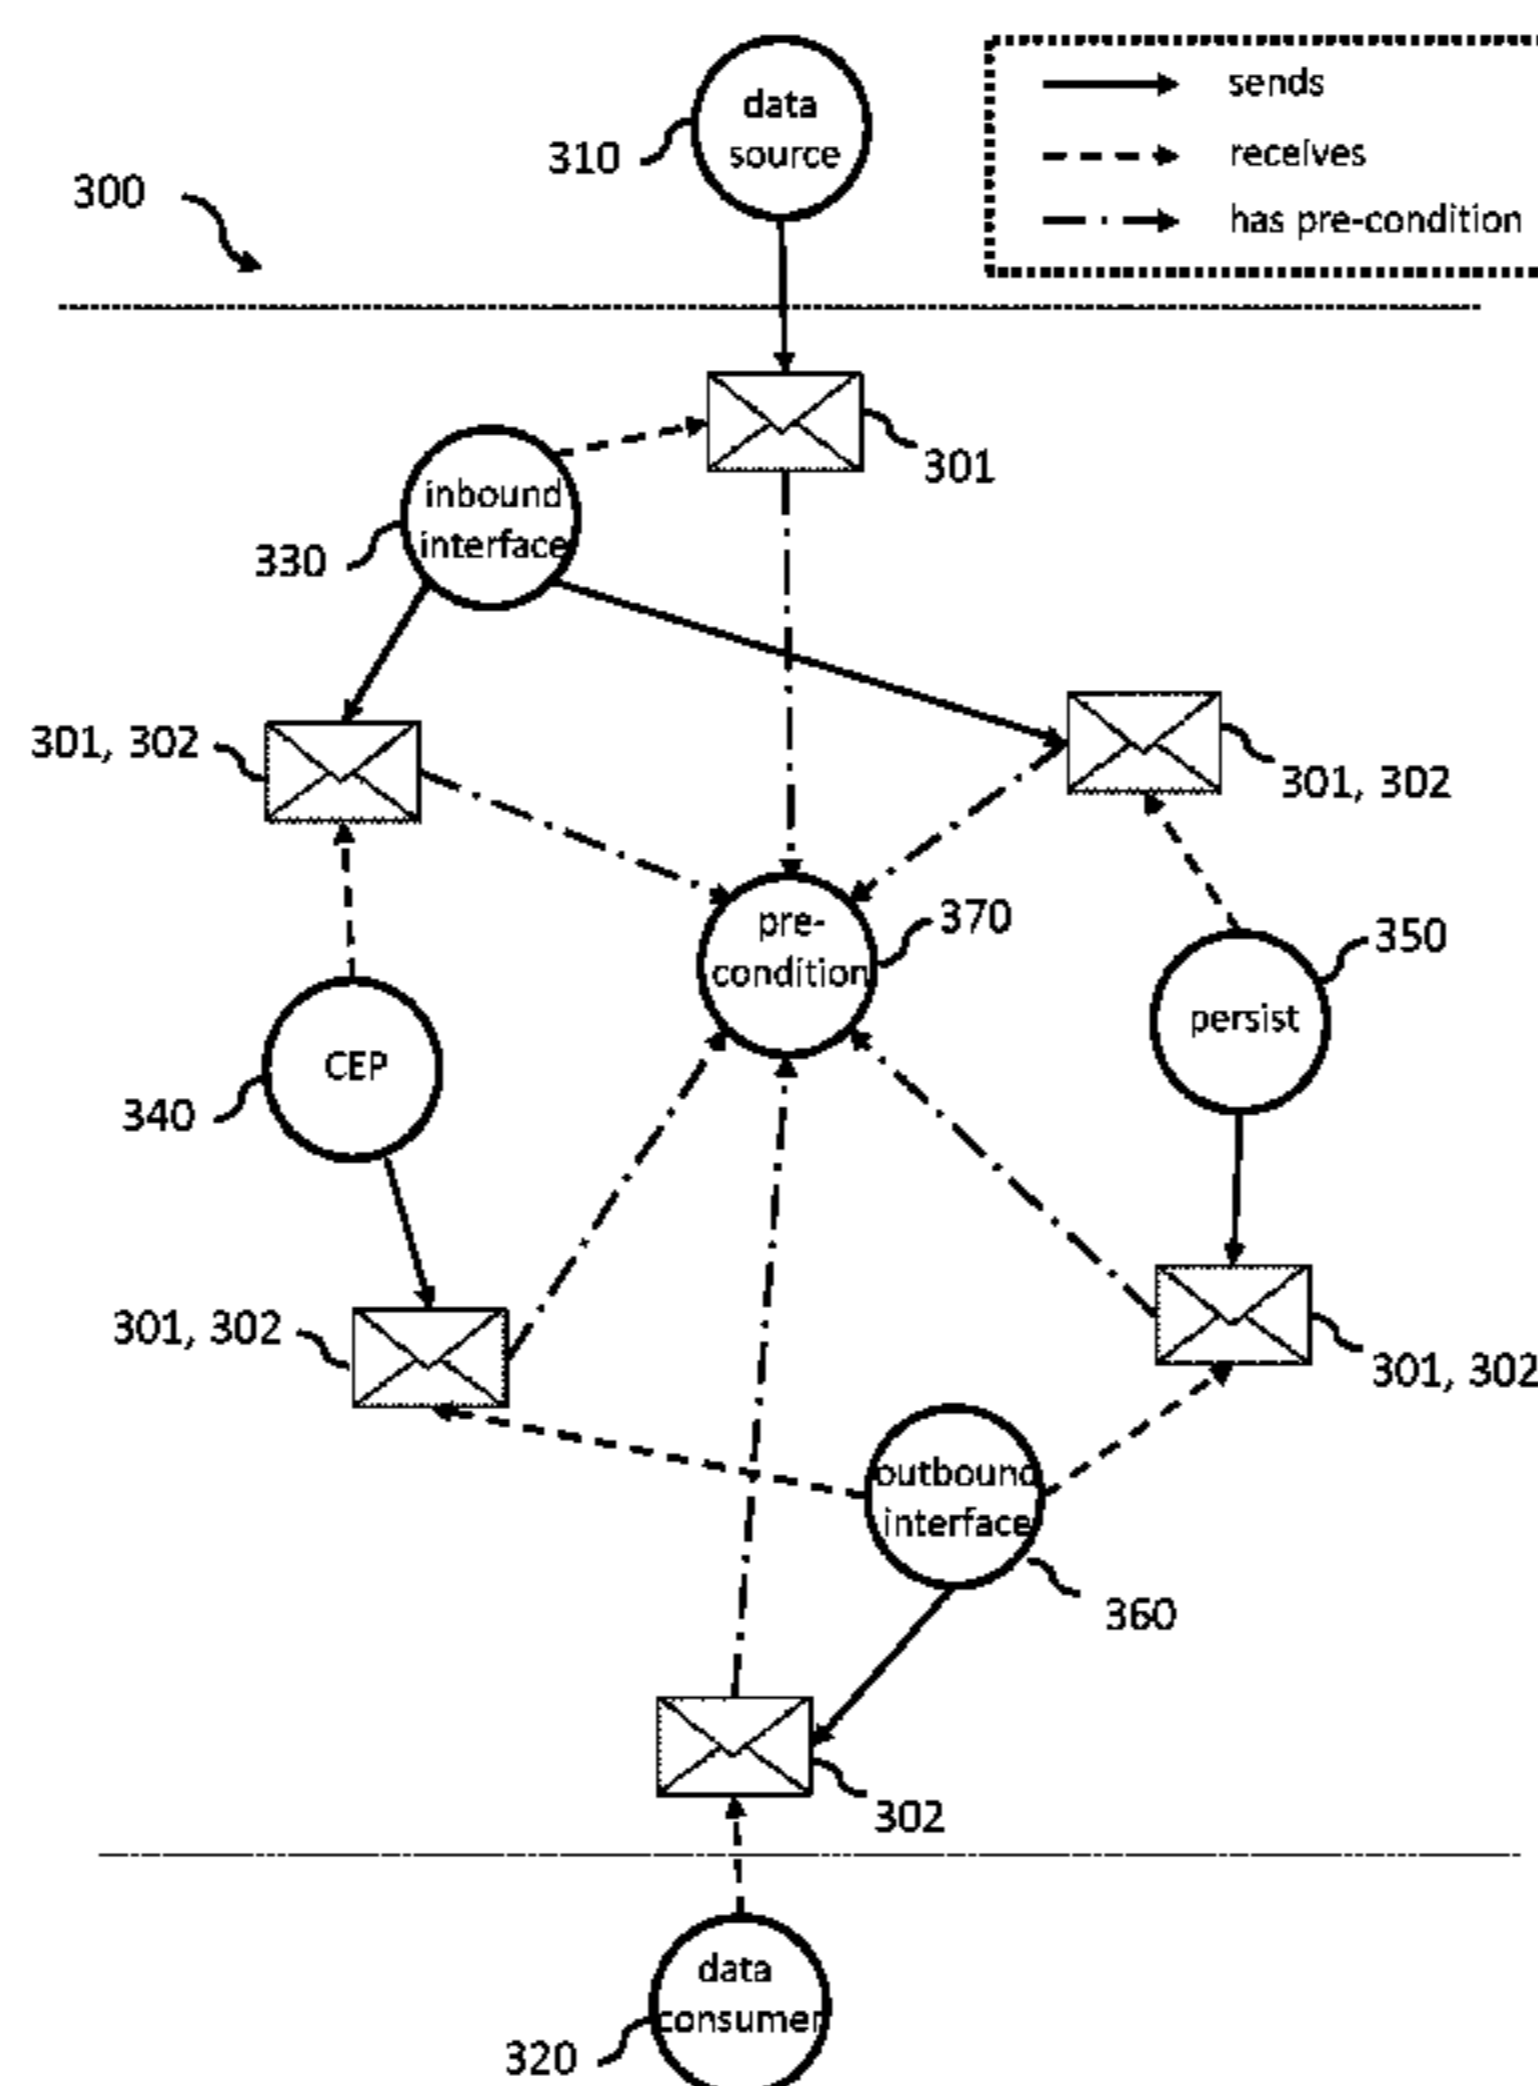 data
source
310
sends
receives
has pre-condition
300
301
inbound
interface
330
301, 302
301, 302
pre-
condition
370
350
persist
CEP
340
301, 302
301, 302
outbound
interface
360
302
data
consumer
320